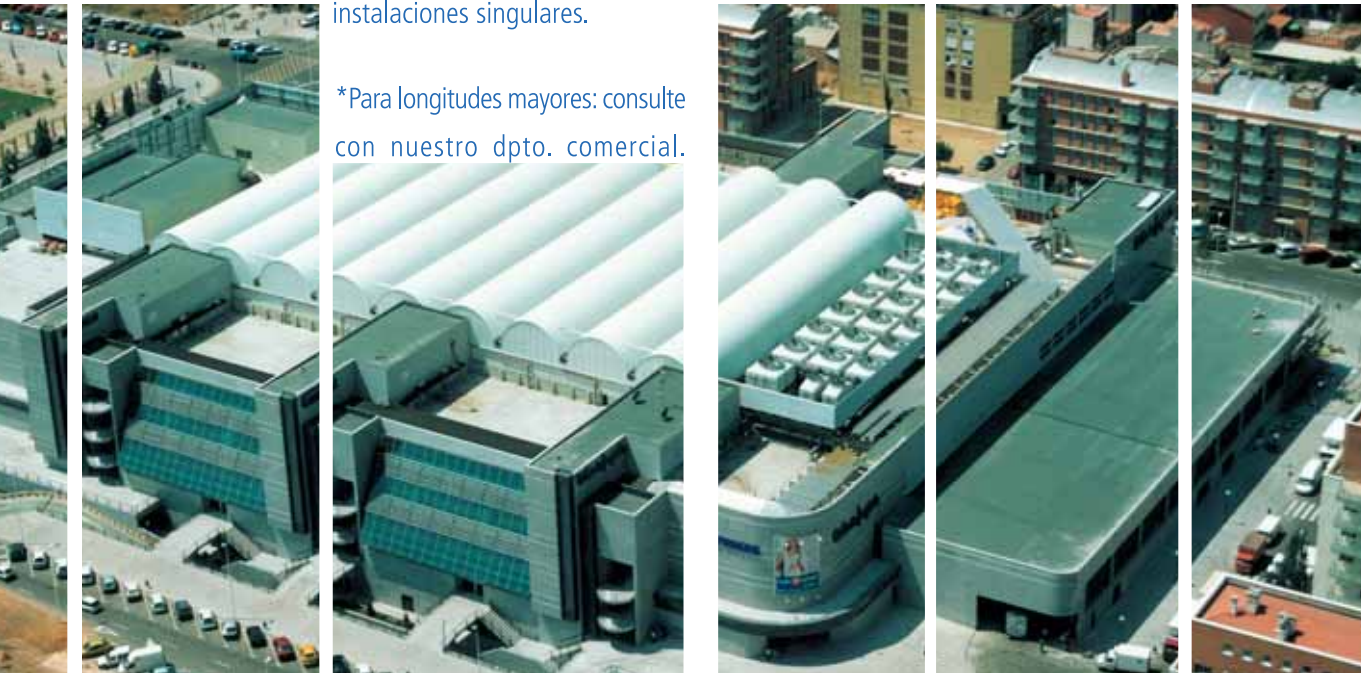 instalaciones singulares.
*Para longitudes mayores: consulte
con nuestro dpto. comercial.